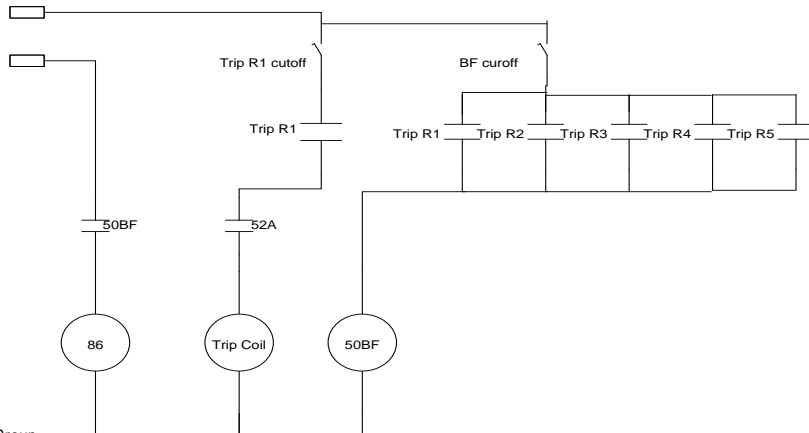 Trip R1 cutoff
BF curoff
Trip R1
Trip R1
Trip R2
Trip R3
Trip R4
Trip R5
50BF
52A
86
Trip Coil
50BF